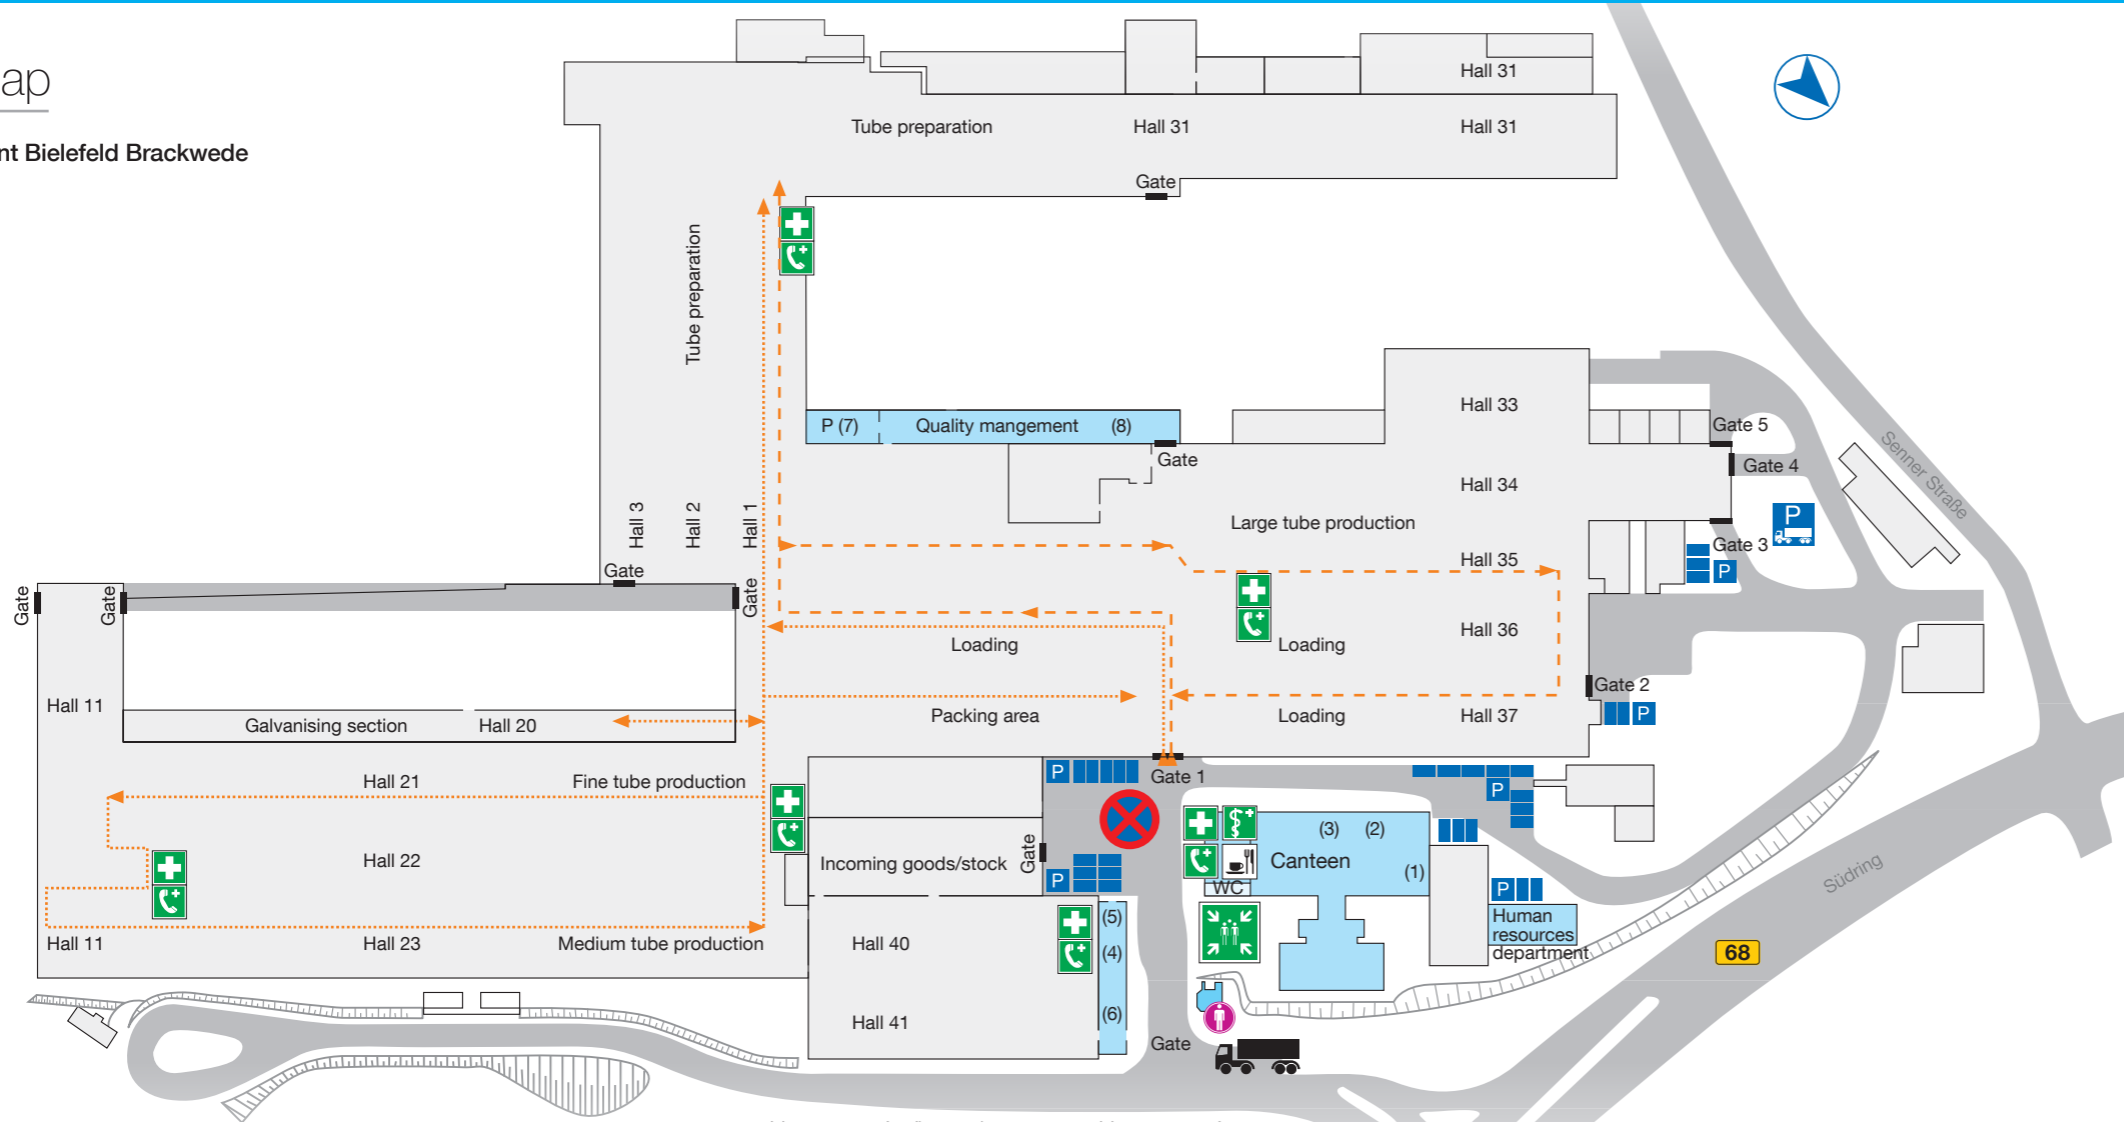 ap
nt Bielefeld Brackwede
Hall 31
Tube preparation
Hall 31
Hall 31
Gate
Tube preparation
P (7)
Quality mangement
(8)
Gate
Hall 33
Gate 5
Gate 4
Senner Straße
Hall 34
P
Large tube production
Hall 3
Hall 2
Hall 1
Gate 3
P
Hall 35
Gate
Gate
Gate
Gate
Loading
Loading
Hall 36
Gate 2
P
Hall 11
Galvanising section
Hall 20
Packing area
Loading
Hall 37
Hall 21
Fine tube production
P
Gate 1
P
(3)
(2)
Canteen
(1)
Hall 22
Incoming goods/stock
Gate
P
WC
P
Human
resources
department
Südring
68
Hall 11
Hall 23
Medium tube production
Hall 40
(5)
(4)
(6)
Hall 41
Gate